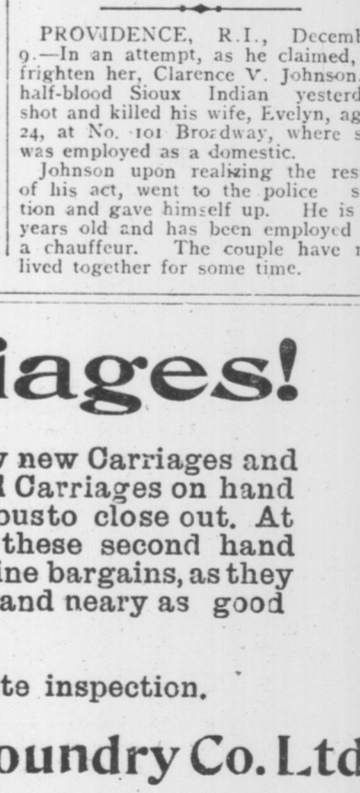 PROVIDENCE, R.I., Decemb
9.—In an attempt, as he claimed,
frighten her, Clarence V. Johnson
half-blood Sioux Indian yesterd
shot and killed his wife, Evelyn, ag
24, at No. 101 Broadway, where s
was employed as a domestic.
Johnson upon realizing the res
of his act, went to the police s
tion and gave himself up. He is
years old and has been employed
a chauffeur. The couple have n
lived together for some time.
iages!
y new Carriages and
l Carriages on hand
ous to close out. At
these second hand
ine bargains, as they
and neary as good
te inspection.
oundry Co. Ltd